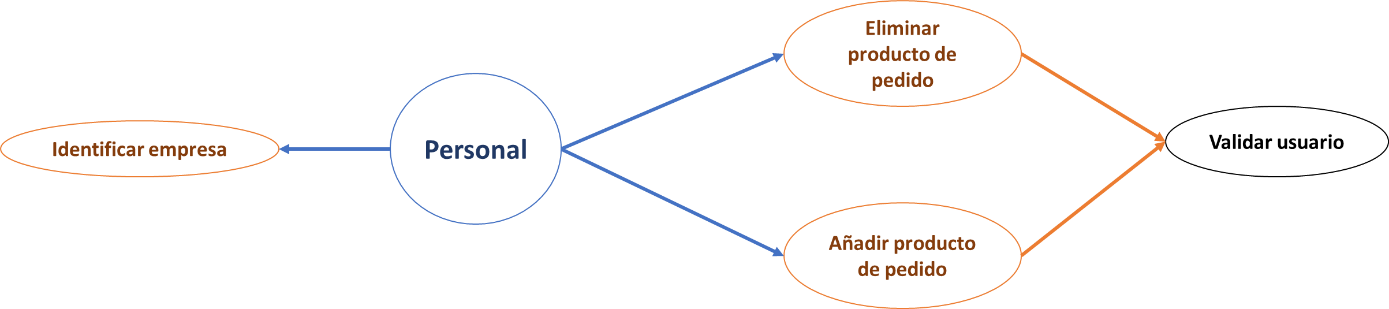 Eliminar
producto de
pedido
Identificar empresa
Personal
Validar usuario
Añadir producto
de pedido